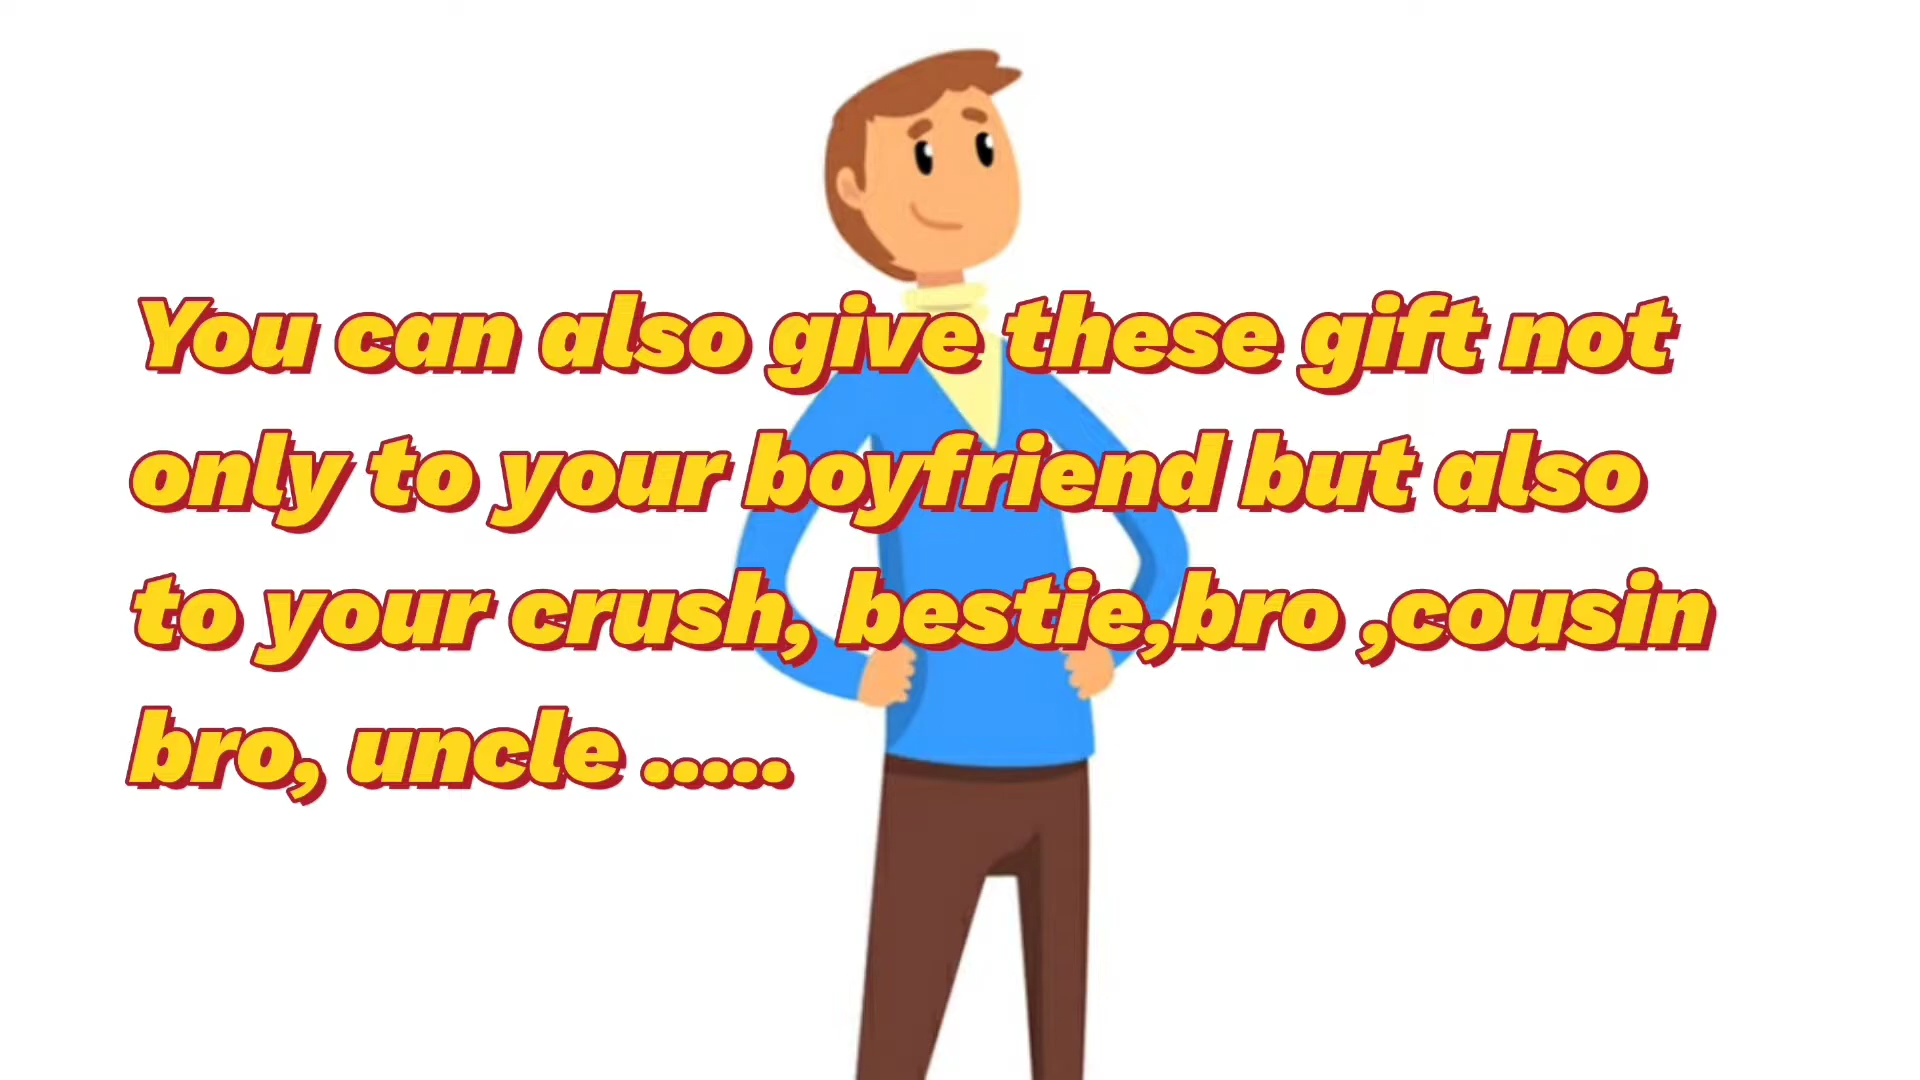 You can also give these gift not
only to your boyfriend but also
to your crush, bestie,bro ,cousin
bro, uncle .....